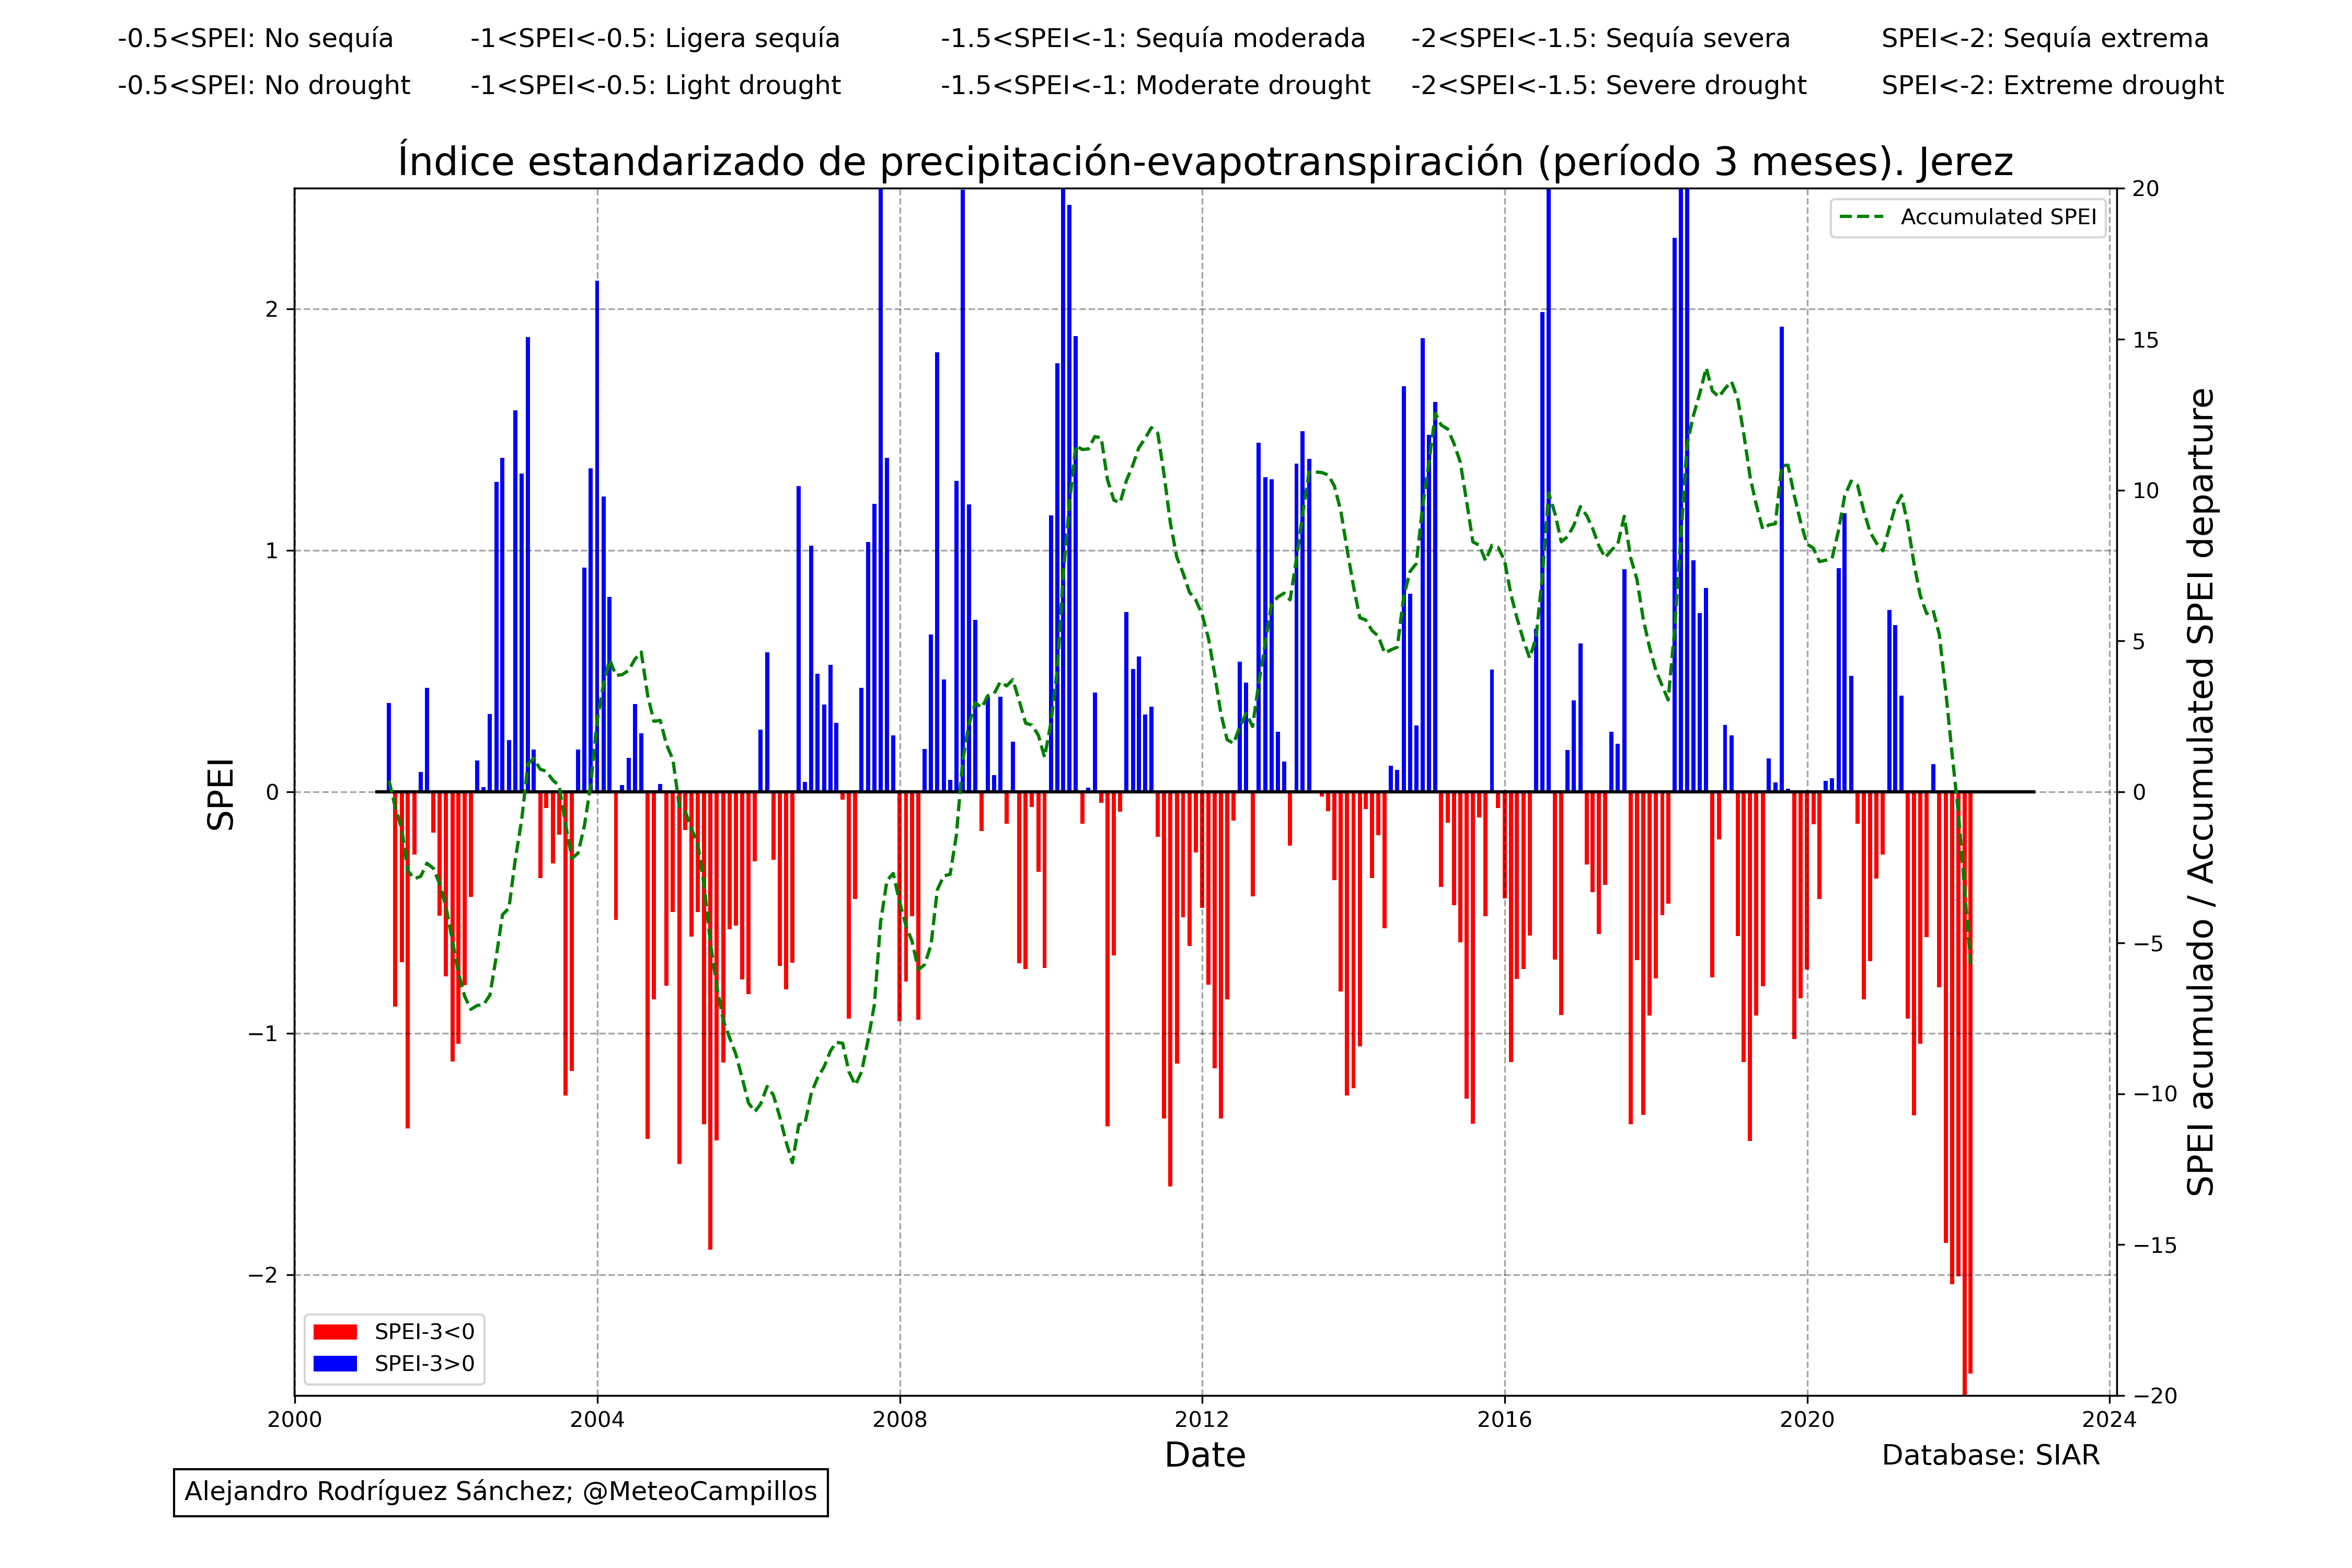 -0.5<SPEI: No sequía -1<SPEI<-0.5: Ligera sequía -1.5<SPEI<-1: Sequía moderada -2<SPEI<-1.5: Sequía severa SPEI<-2: Sequía extrema
-0.5<SPEI: No drought -1<SPEI<-0.5: Light drought -1.5<SPEI<-1: Moderate drought -2<SPEI<-1.5: Severe drought SPEI<-2: Extreme drought
Índice estandarizado de precipitación-evapotranspiración (período 3 meses). Jerez
Accumulated SPEI
SPEI
2
1
0
−1
−2
20
15
10
5
0
−5
−10
−15
−20
SPEI acumulado / Accumulated SPEI departure
SPEI-3<0
SPEI-3>0
2000 2004 2008 2012 2016 2020 2024
Date
Database: SIAR
Alejandro Rodríguez Sánchez; @MeteoCampillos